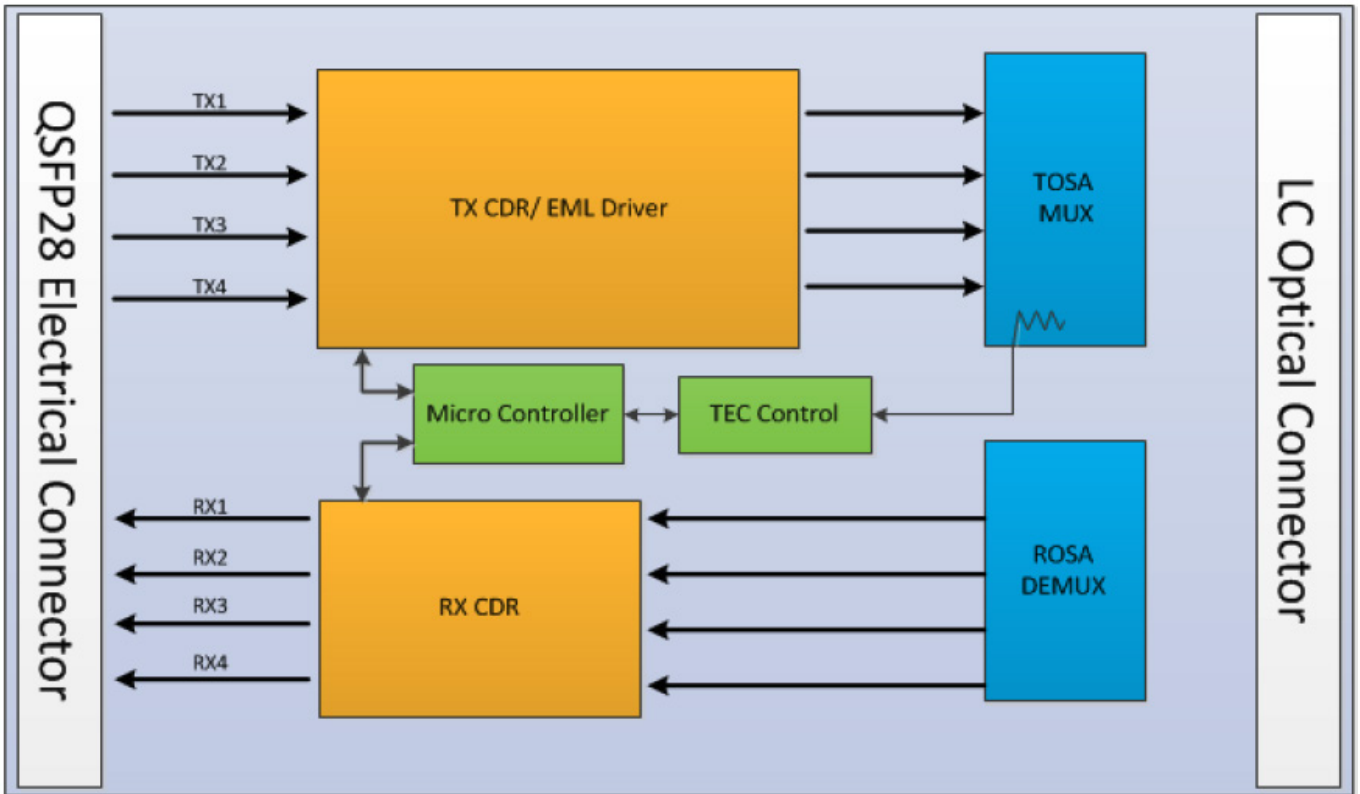 QSFP28 Electrical Connector
TX1
TX2
TX3
TX4
TX CDR/ EML Driver
TOSA
MUX
Micro Controller
TEC Control
RX1
RX2
RX3
RX4
RX CDR
ROSA
DEMUX
LC Optical Connector